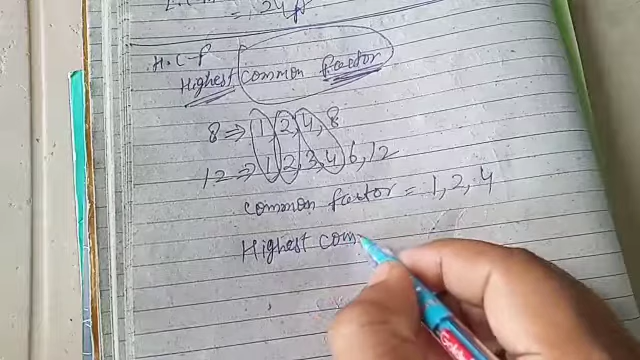 = 24
H.C.F
Highest Common factor
8 ⇒ 1, 2, 4, 8
12 ⇒ 1, 2, 3, 4, 6, 12
Common factor = 1, 2, 4
Highest com